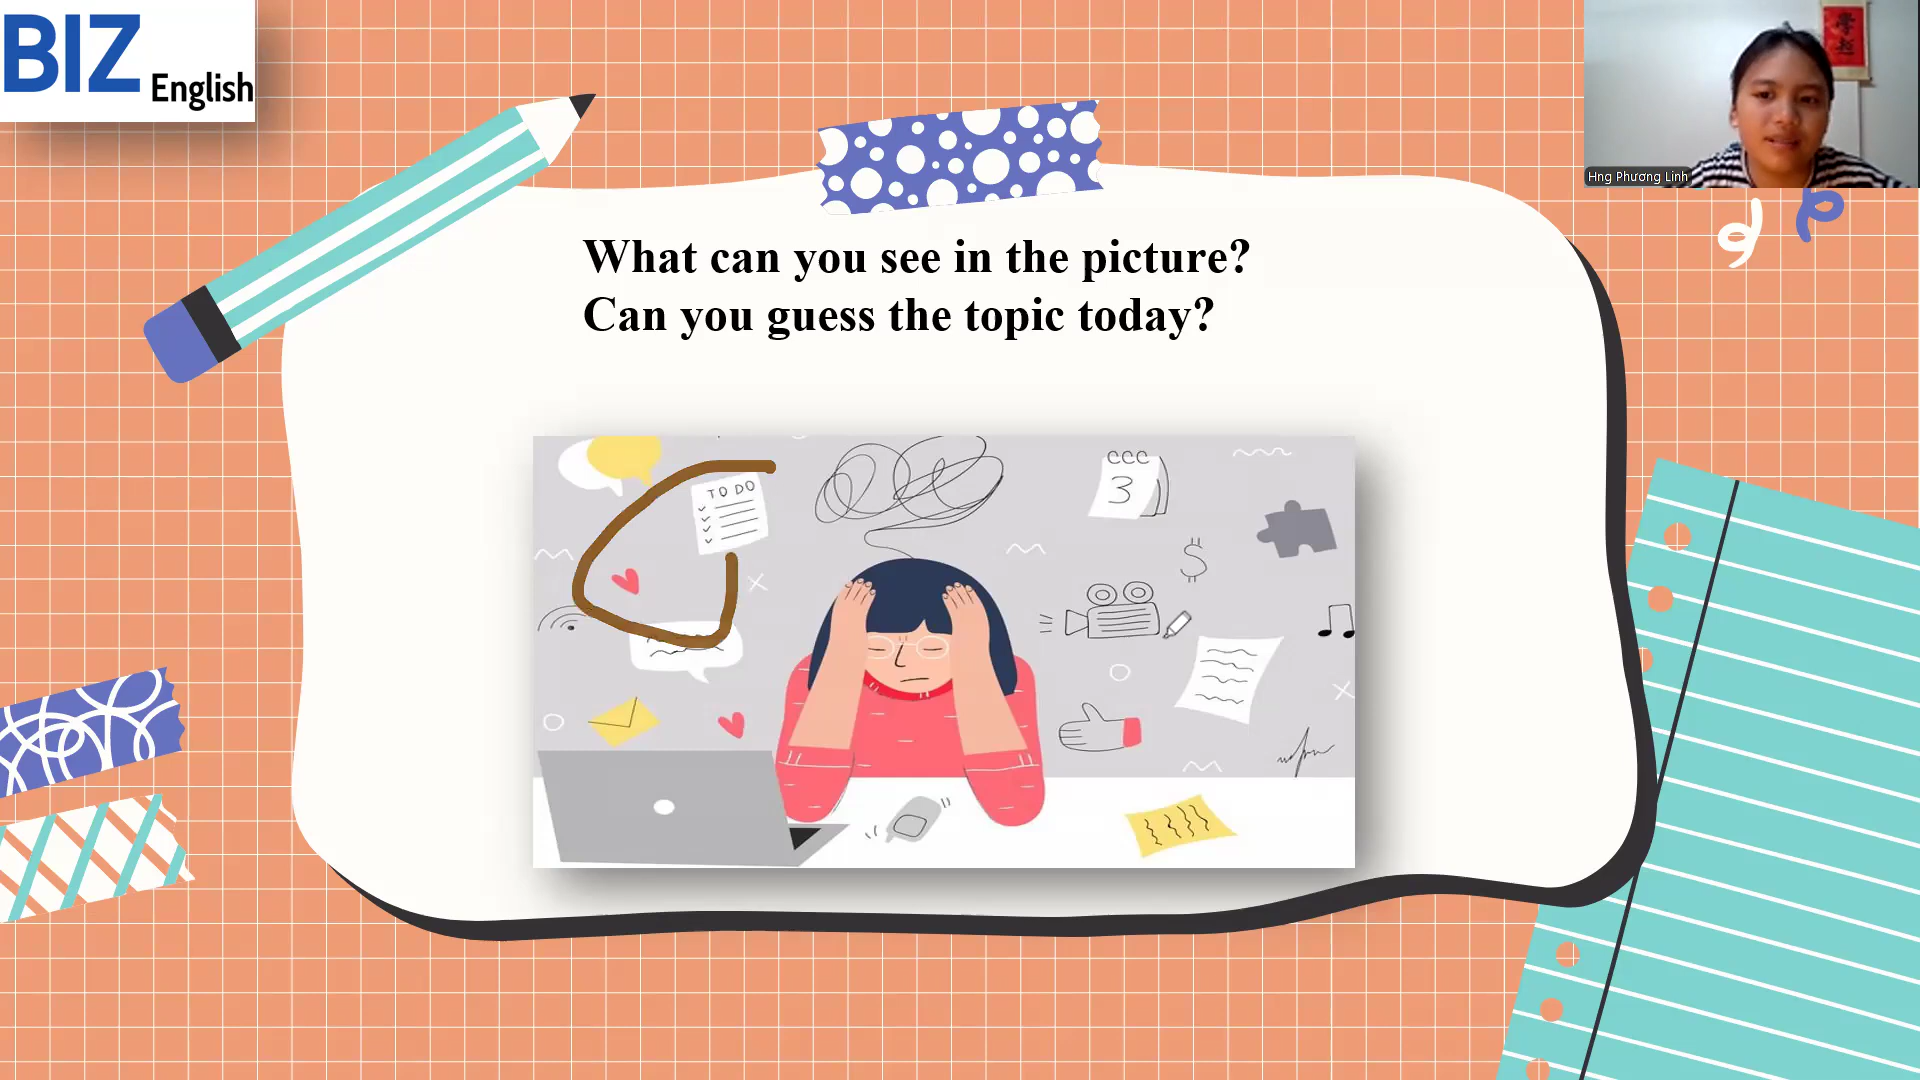 BIZ
English
Hng Phương Linh
What can you see in the picture?
Can you guess the topic today?
TO DO
3
$